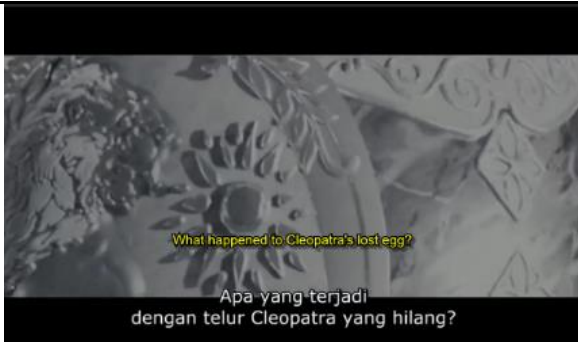 What happened to Cleopatra's lost egg?
Apa yang terjadi
dengan telur Cleopatra yang hilang?